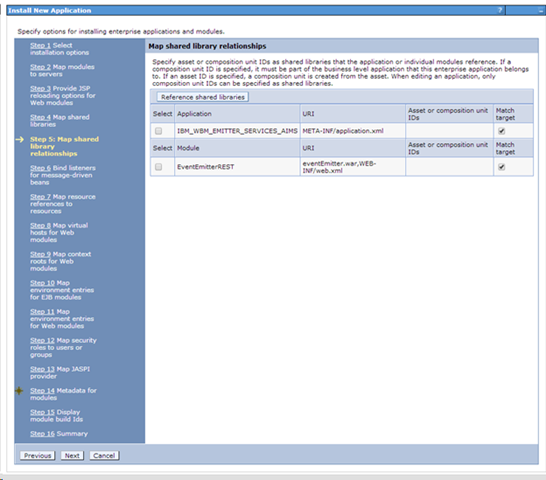 Install New Application
? -
Specify options for installing enterprise applications and modules.
Step 1 Select
installation options
Step 2 Map modules
to servers
Step 3 Provide JSP
reloading options for
Web modules
Step 4 Map shared
libraries
Step 5: Map shared
library
relationships
Step 6 Bind listeners
for message-driven
beans
Step 7 Map resource
references to
resources
Step 8 Map virtual
hosts for Web
modules
Step 9 Map context
roots for Web
modules
Step 10 Map
environment entries
for EJB modules
Step 11 Map
environment entries
for Web modules
Step 12 Map security
roles to users or
groups
Step 13 Map JASPI
provider
Step 14 Metadata for
modules
Step 15 Display
module build Ids
Step 16 Summary
Map shared library relationships
Specify asset or composition unit IDs as shared libraries that the application or individual modules reference. If a
composition unit ID is specified, it must be part of the business level application that this enterprise application belongs
to. If an asset ID is specified, a composition unit is created from the asset. When editing an application, only
composition unit IDs can be specified as shared libraries.
Reference shared libraries
Select Application URI Asset or composition unit IDs Match target
IBM_WBM_EMITTER_SERVICES_AIMS META-INF/application.xml
Select Module URI Asset or composition unit IDs Match target
EventEmitterREST eventEmitter.war,WEB-
INF/web.xml
Previous Next Cancel